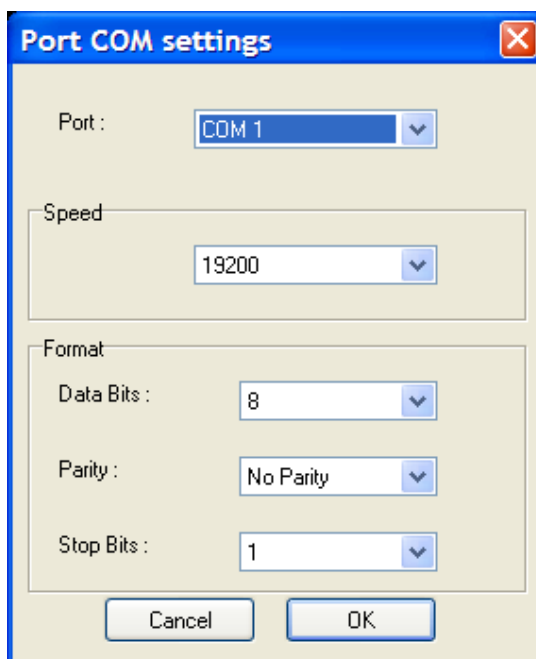 Port COM settings
Port : COM 1
Speed
19200
Format
Data Bits : 8
Parity : No Parity
Stop Bits : 1
Cancel OK